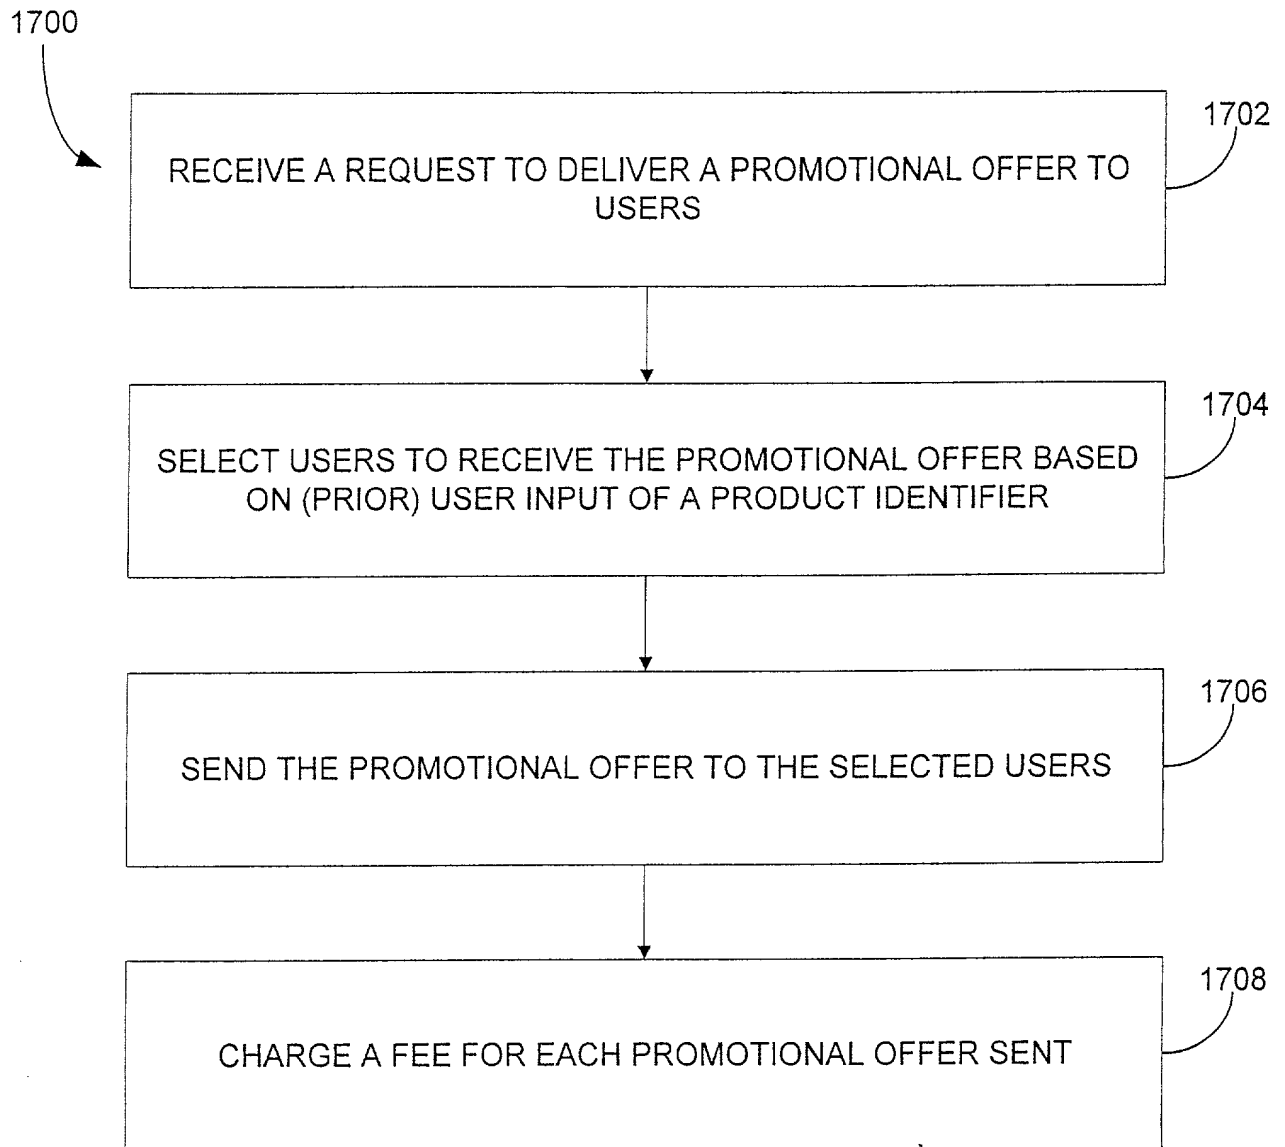 1700
1702
RECEIVE A REQUEST TO DELIVER A PROMOTIONAL OFFER TO
USERS
1704
SELECT USERS TO RECEIVE THE PROMOTIONAL OFFER BASED
ON (PRIOR) USER INPUT OF A PRODUCT IDENTIFIER
1706
SEND THE PROMOTIONAL OFFER TO THE SELECTED USERS
1708
CHARGE A FEE FOR EACH PROMOTIONAL OFFER SENT